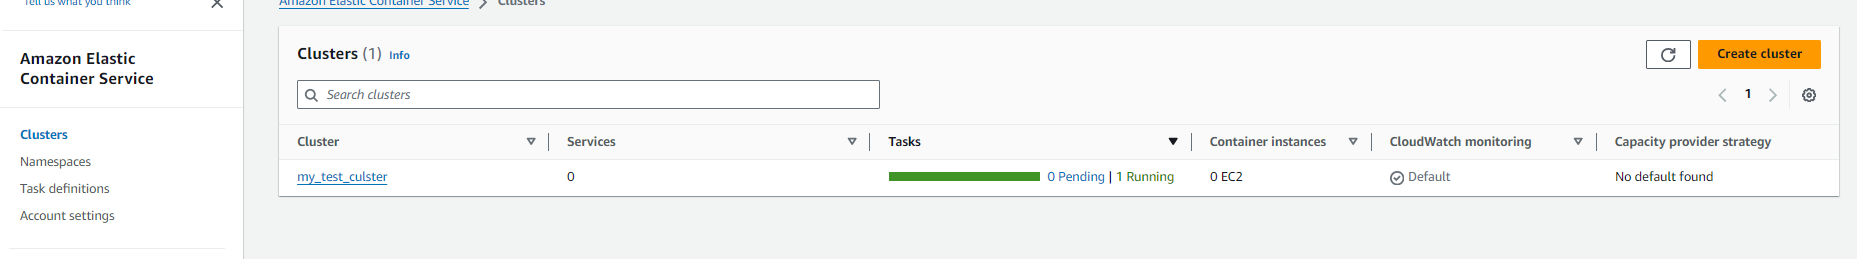 Tell us what you think
Amazon Elastic Container Service
Clusters
Namespaces
Task definitions
Account settings
Amazon Elastic Container Service > Clusters
Clusters (1) Info
Create cluster
Search clusters
1
Cluster Services Tasks Container instances CloudWatch monitoring Capacity provider strategy
my_test_culster 0 0 Pending | 1 Running 0 EC2 Default No default found